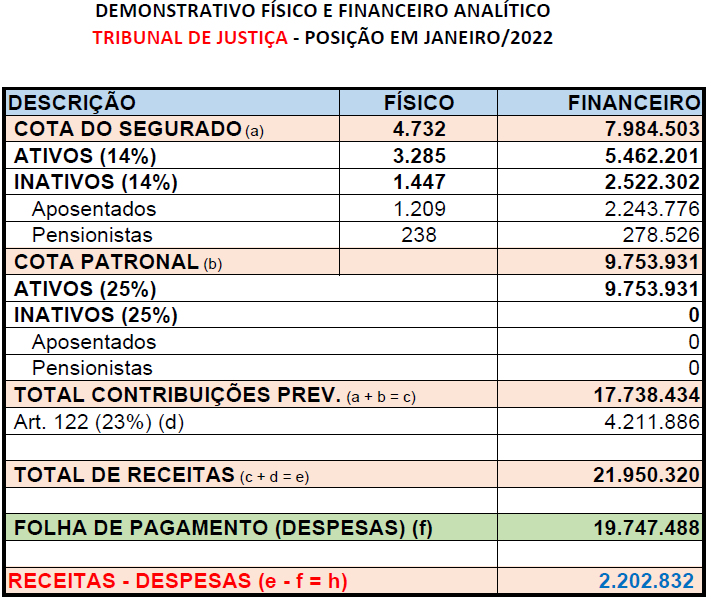 DEMONSTRATIVO FÍSICO E FINANCEIRO ANALÍTICO
TRIBUNAL DE JUSTIÇA - POSIÇÃO EM JANEIRO/2022
DESCRIÇÃO FÍSICO FINANCEIRO
COTA DO SEGURADO (a) 4.732 7.984.503
ATIVOS (14%) 3.285 5.462.201
INATIVOS (14%) 1.447 2.522.302
Aposentados 1.209 2.243.776
Pensionistas 238 278.526
COTA PATRONAL (b) 9.753.931
ATIVOS (25%) 9.753.931
INATIVOS (25%) 0
Aposentados 0
Pensionistas 0
TOTAL CONTRIBUIÇÕES PREV. (a + b = c) 17.738.434
Art. 122 (23%) (d) 4.211.886
TOTAL DE RECEITAS (c + d = e) 21.950.320
FOLHA DE PAGAMENTO (DESPESAS) (f) 19.747.488
RECEITAS - DESPESAS (e - f = h) 2.202.832